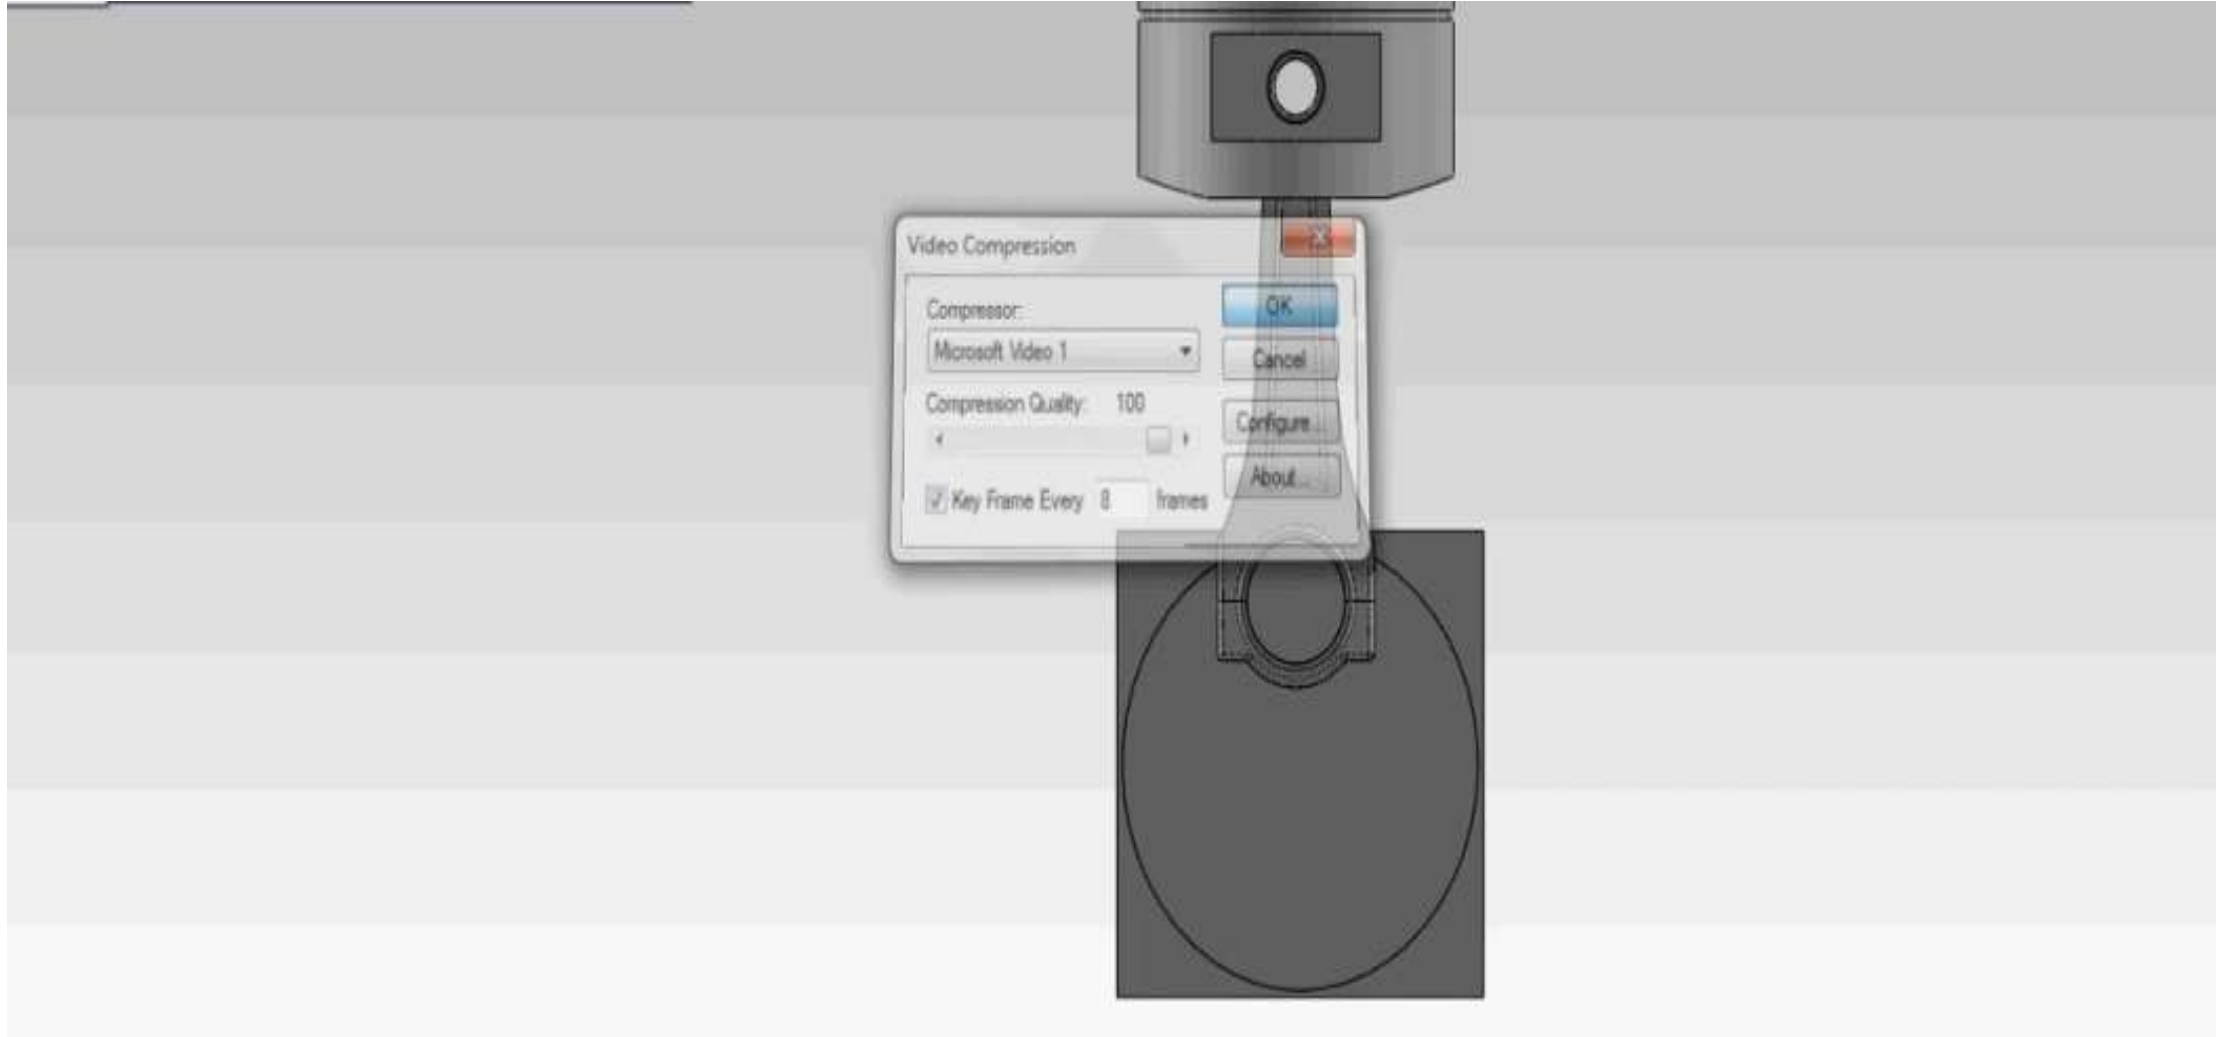 Video Compression
Compressor:
Microsoft Video 1
Compression Quality: 100
Key Frame Every 8 frames
OK
Cancel
Configure...
About...